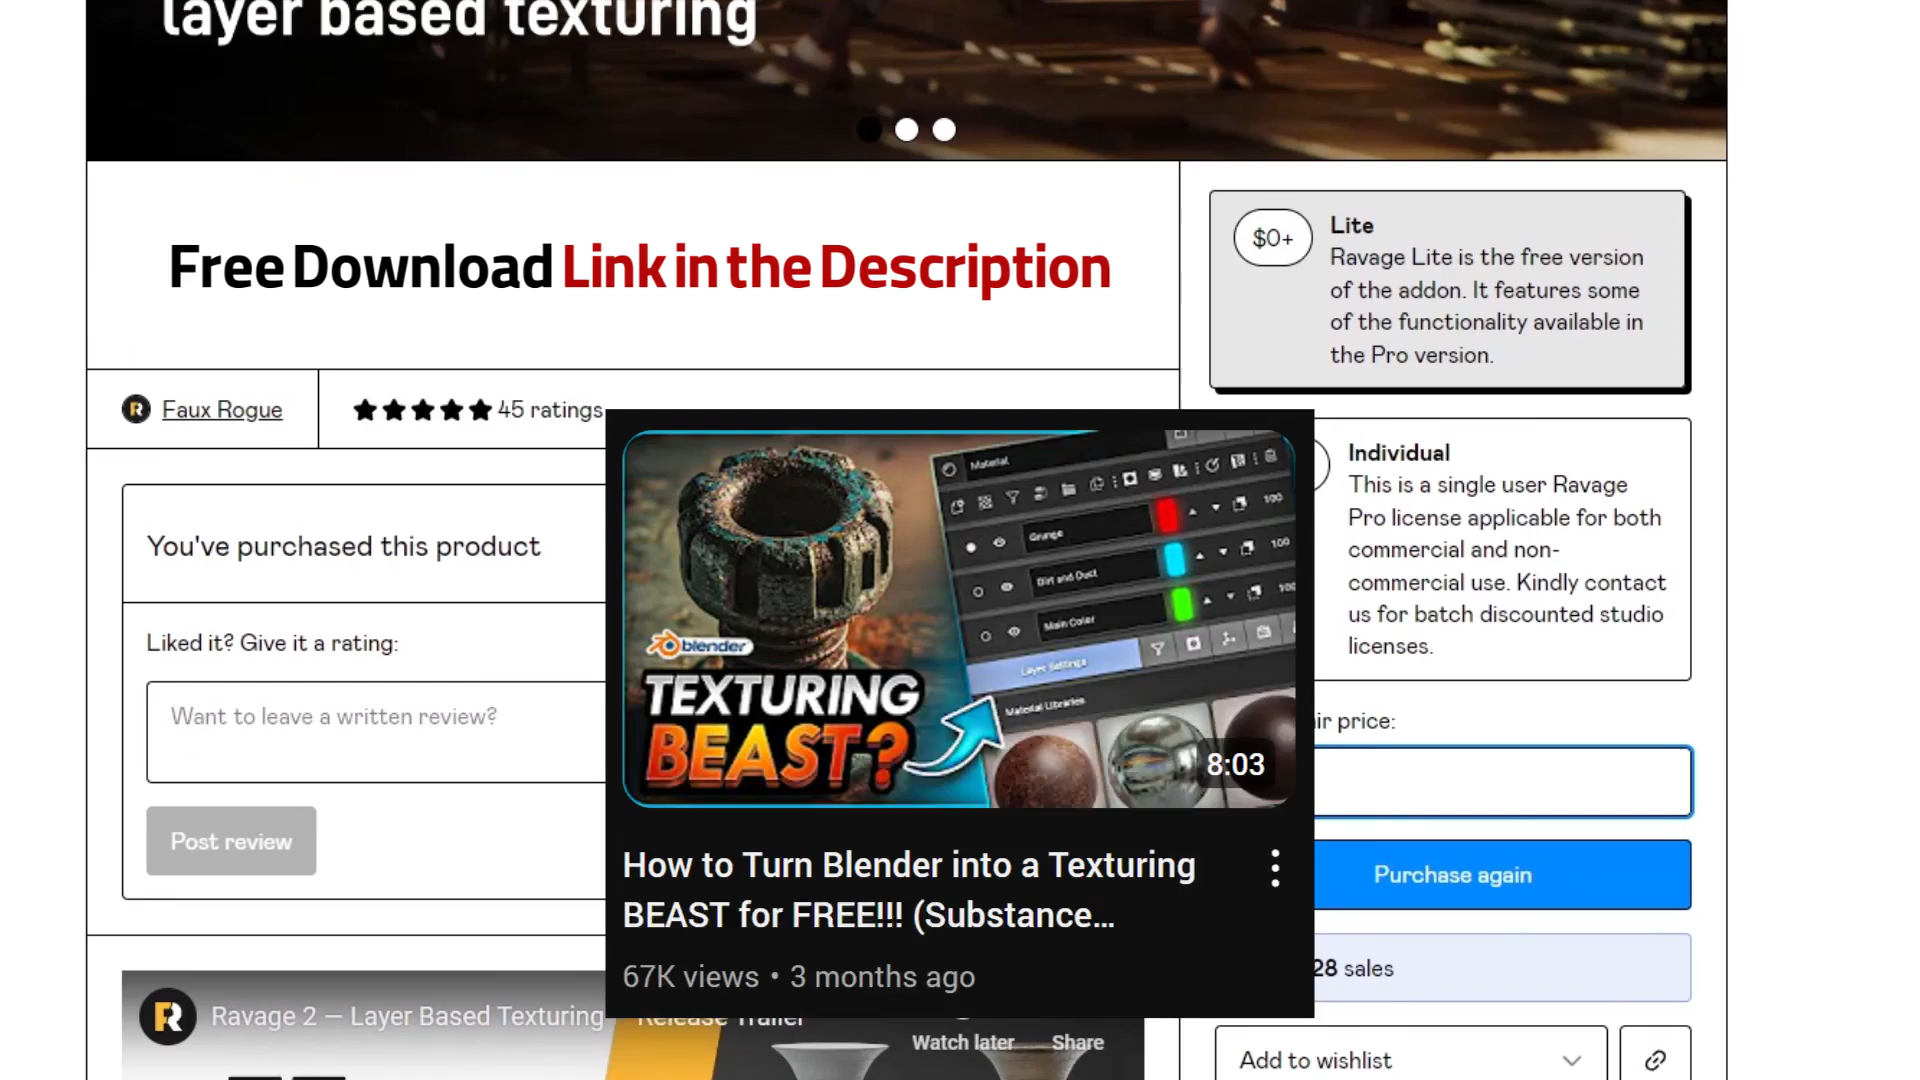 layer based texturing
Free Download Link in the Description
Faux Rogue
45 ratings
You've purchased this product
Liked it? Give it a rating:
Want to leave a written review?
Post review
Ravage 2 — Layer Based Texturing
Release Trailer
Watch later
Share
Material
Grunge
100
Dirt and Dust
100
Main Color
100
Layer Settings
Material Libraries
blender
TEXTURING
BEAST?
8:03
How to Turn Blender into a Texturing
BEAST for FREE!!! (Substance...
67K views • 3 months ago
$0+
Lite
Ravage Lite is the free version
of the addon. It features some
of the functionality available in
the Pro version.
Individual
This is a single user Ravage
Pro license applicable for both
commercial and non-
commercial use. Kindly contact
us for batch discounted studio
licenses.
price:
Purchase again
28 sales
Add to wishlist